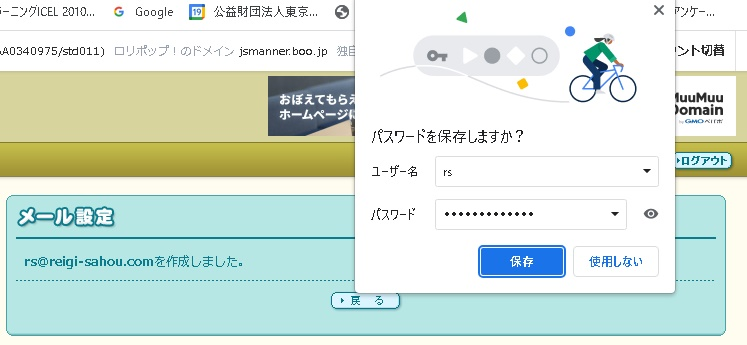 ラーニングICEL 2010...
Google
19
公益財団法人東京...
アンケー...
A0340975/std011) ロリポップ！のドメイン jsmanner.boo.jp 独自
ント切替
おぼえてもらえ
ホームページに
MuuMuu
Domain
by GMOペパボ
ログアウト
パスワードを保存しますか？
ユーザー名
rs
パスワード
•••••••••••••
保存
使用しない
メール設定
rs@reigi-sahou.comを作成しました。
戻 る